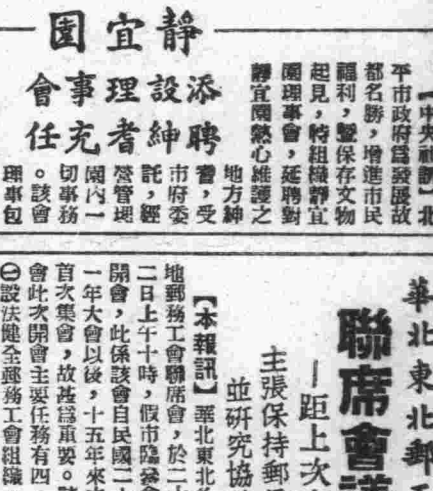 靜宜園
添設理事會
聘紳耆充任
【中央社訊】北
平市政府爲發展故
都名勝,增進市民
福利,曁保存文物
起見,特組織靜宜
園理事會,延聘對
靜宜園熱心維護之
地方紳
耆,受
市府委
託,經
營管理
園內一
切事務
。該會
理事包
華北東北郵
聯席會議
—距上次
主張保持郵
並研究協
【本報訊】華北東北
地郵務工會聯席會,於二十
二日上午十時,假市臨參會
開會,此係該會自民國二十
一年大會以後,十五年來
首次集會,故甚爲重要。
會此次開會主要任務有四
㊀設法健全郵務工會組織